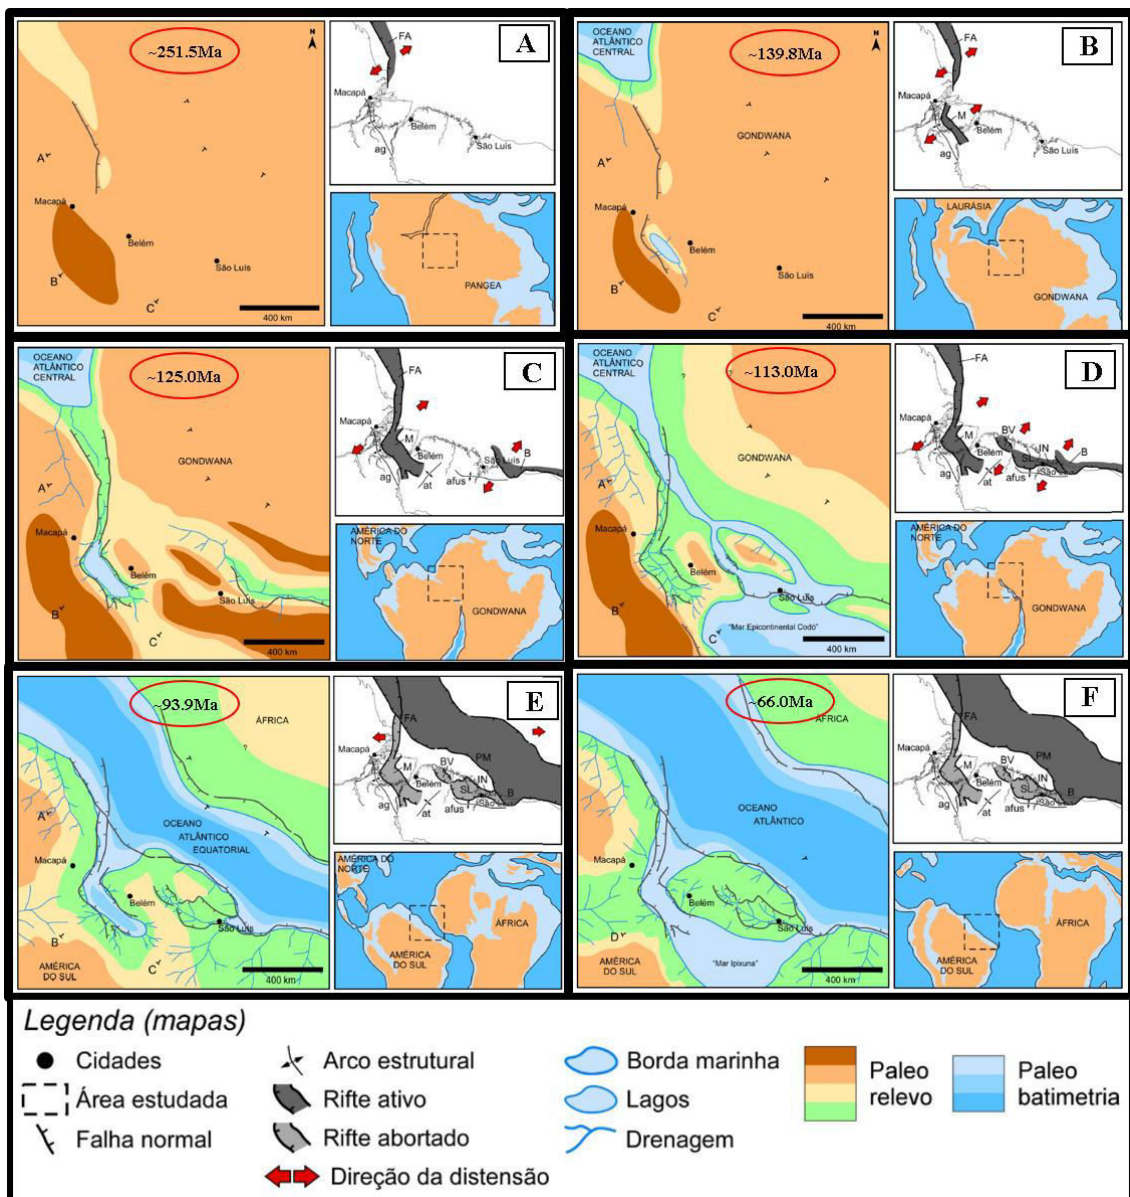 ~251.5Ma
N
A
Macapá
Belém
São Luís
A
B
C
400 km
FA
Macapá
Belém
São Luís
ag
PANGEA
OCEANO
ATLÂNTICO
CENTRAL
~139.8Ma
N
B
GONDWANA
A
Macapá
Belém
São Luís
B
C
400 km
FA
Macapá
M
Belém
São Luís
ag
LAURÁSIA
GONDWANA
OCEANO
ATLÂNTICO
CENTRAL
~125.0Ma
C
GONDWANA
A
Macapá
Belém
São Luís
B
C
400 km
FA
Macapá
M
Belém
São Luís
B
ag
at
afus
AMÉRICA DO
NORTE
GONDWANA
OCEANO
ATLÂNTICO
CENTRAL
?
~113.0Ma
D
GONDWANA
A
Macapá
Belém
São Luís
B
C
"Mar Epicontinental Codó"
400 km
FA
Macapá
M
BV
Belém
IN
SL
B
ag
at
afus
AMÉRICA DO
NORTE
GONDWANA
~93.9Ma
E
ÁFRICA
?
OCEANO
ATLÂNTICO
EQUATORIAL
A
Macapá
Belém
São Luís
B
C
AMÉRICA
DO SUL
400 km
FA
Macapá
M
BV
PM
Belém
IN
SL
B
ag
at
afus
AMÉRICA DO
NORTE
ÁFRICA
AMÉRICA
DO SUL
~66.0Ma
F
ÁFRICA
OCEANO
ATLÂNTICO
Macapá
Belém
São Luís
D
"Mar Ipixuna"
AMÉRICA
DO SUL
400 km
FA
Macapá
M
BV
PM
Belém
IN
SL
B
ag
at
afus
ÁFRICA
AMÉRICA
DO SUL
Legenda (mapas)
Cidades
Área estudada
Falha normal
Arco estrutural
Rifte ativo
Rifte abortado
Direção da distensão
Borda marinha
Lagos
Drenagem
Paleo
relevo
Paleo
batimetria